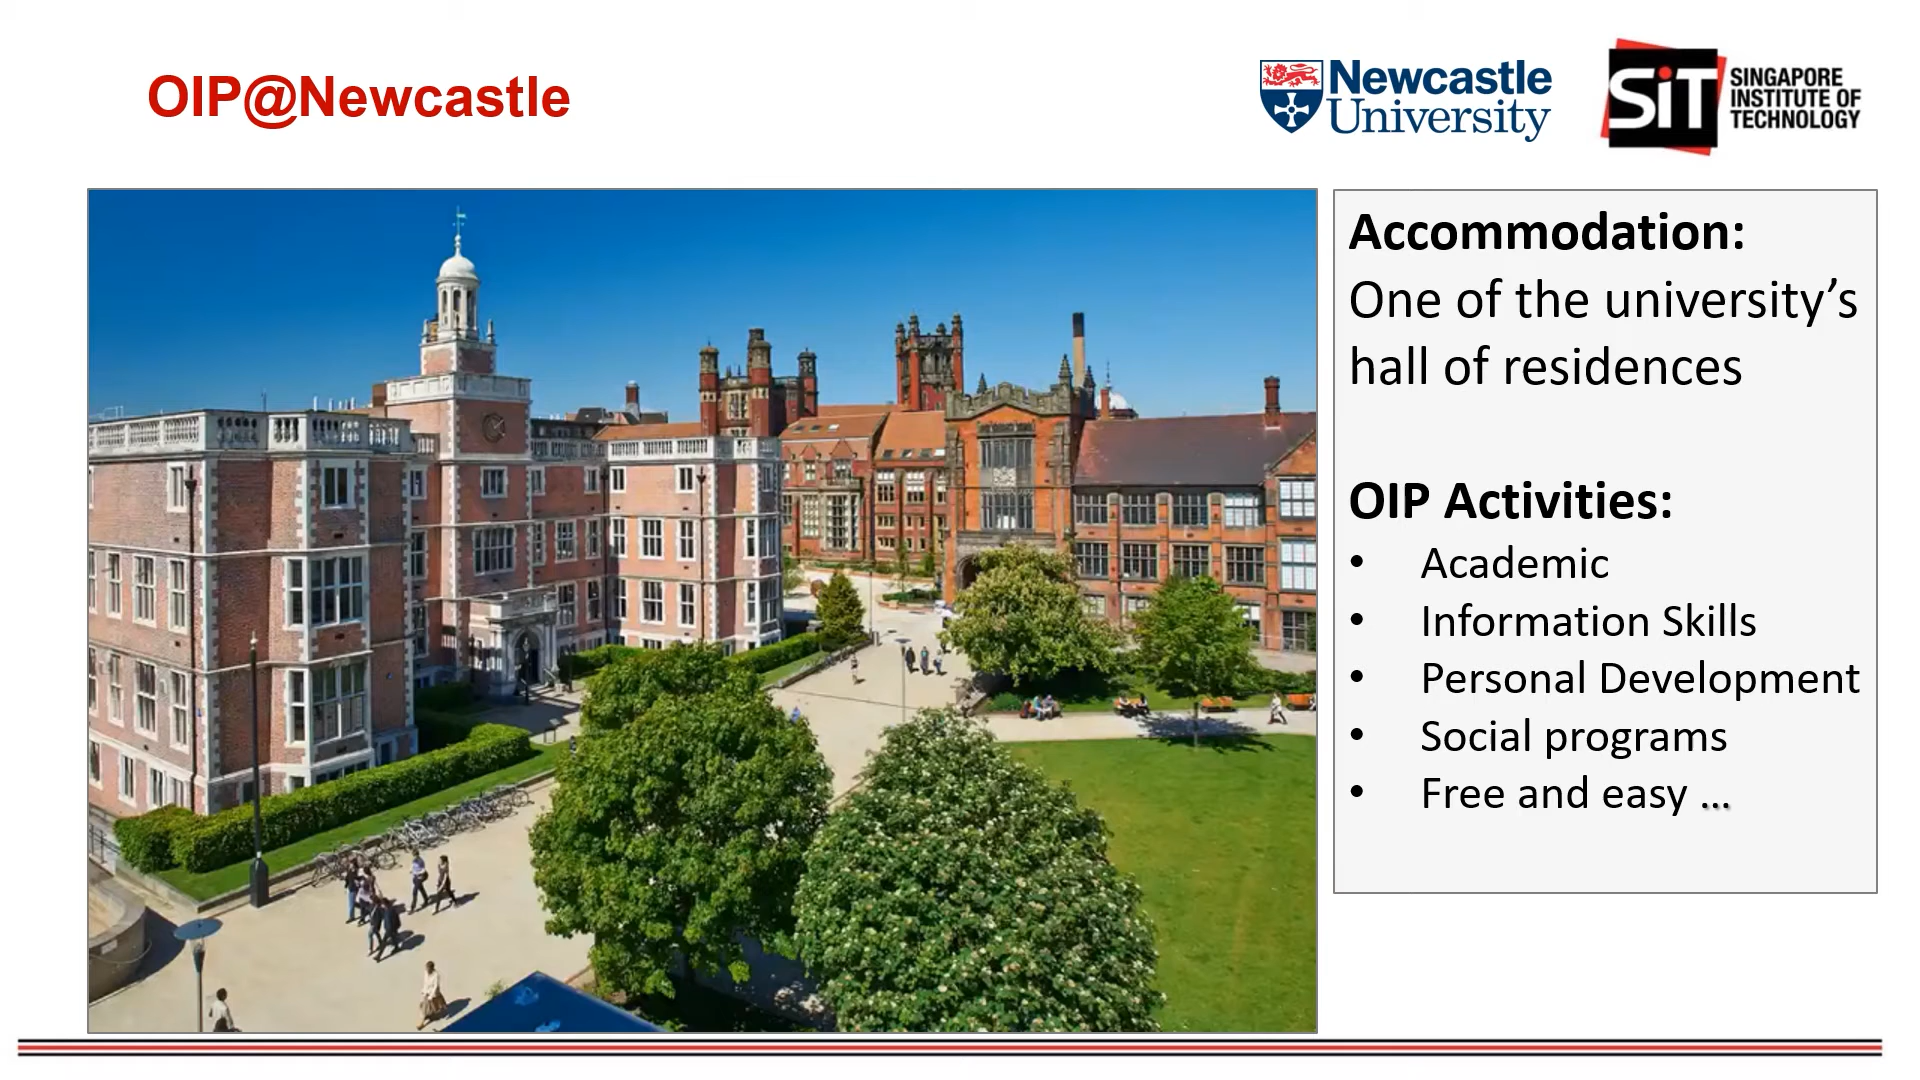 OIP@Newcastle
Newcastle
University
SiT
SINGAPORE
INSTITUTE OF
TECHNOLOGY
Accommodation:
One of the university’s
hall of residences
OIP Activities:
• Academic
• Information Skills
• Personal Development
• Social programs
• Free and easy ...